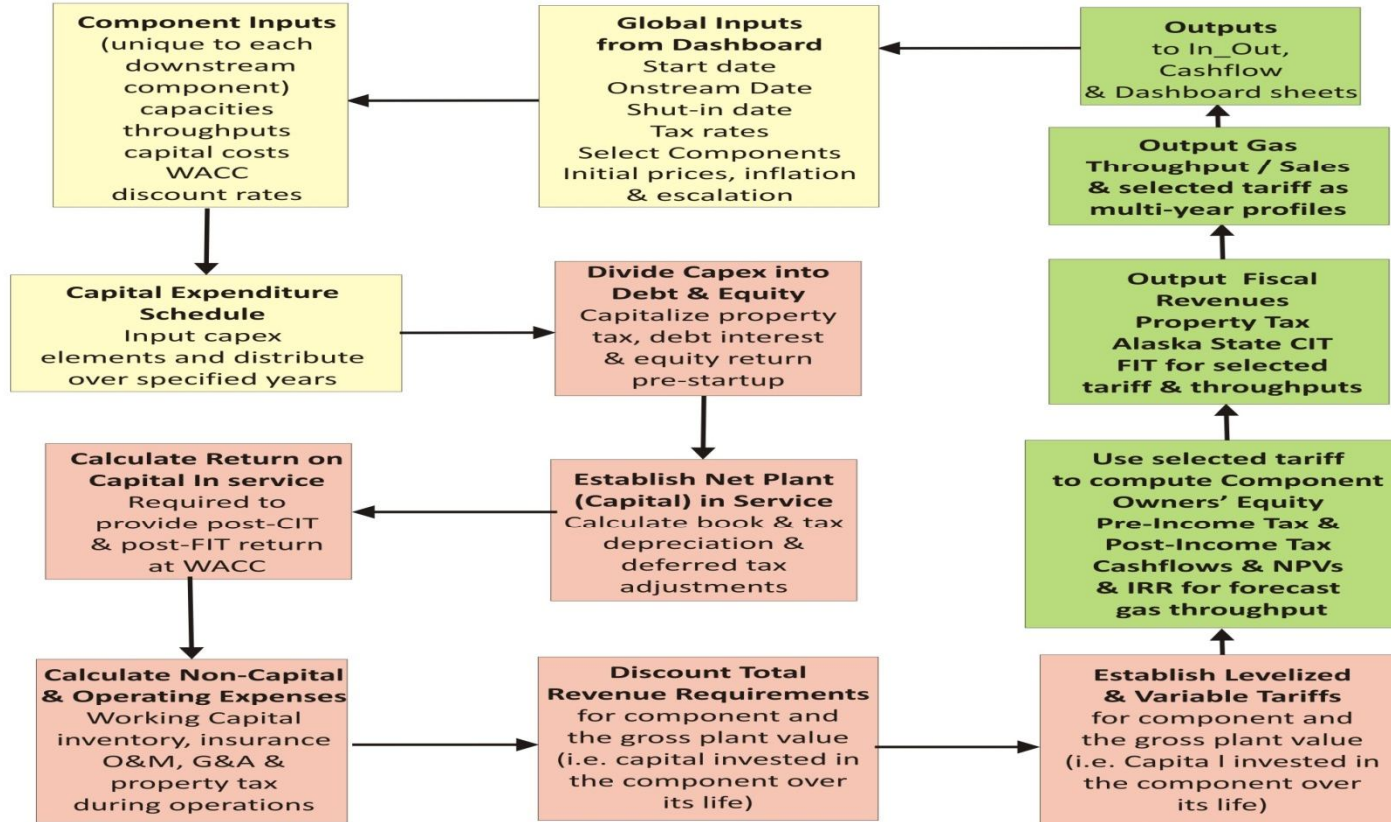 Component Inputs
(unique to each
downstream
component)
capacities
throughputs
capital costs
WACC
discount rates
Global Inputs
from Dashboard
Start date
Onstream Date
Shut-in date
Tax rates
Select Components
Initial prices, inflation
& escalation
Outputs
to In_Out,
Cashflow
& Dashboard sheets
Output Gas
Throughput / Sales
& selected tariff as
multi-year profiles
Capital Expenditure
Schedule
Input capex
elements and distribute
over specified years
Divide Capex into
Debt & Equity
Capitalize property
tax, debt interest
& equity return
pre-startup
Output Fiscal
Revenues
Property Tax
Alaska State CIT
FIT for selected
tariff & throughputs
Calculate Return on
Capital In service
Required to
provide post-CIT
& post-FIT return
at WACC
Establish Net Plant
(Capital) in Service
Calculate book & tax
depreciation &
deferred tax
adjustments
Use selected tariff
to compute Component
Owners’ Equity
Pre-Income Tax &
Post-Income Tax
Cashflows & NPVs
& IRR for forecast
gas throughput
Calculate Non-Capital
& Operating Expenses
Working Capital
inventory, insurance
O&M, G&A &
property tax
during operations
Discount Total
Revenue Requirements
for component and
the gross plant value
(i.e. capital invested in
the component over
its life)
Establish Levelized
& Variable Tariffs
for component and
the gross plant value
(i.e. Capita l invested in
the component over
its life)